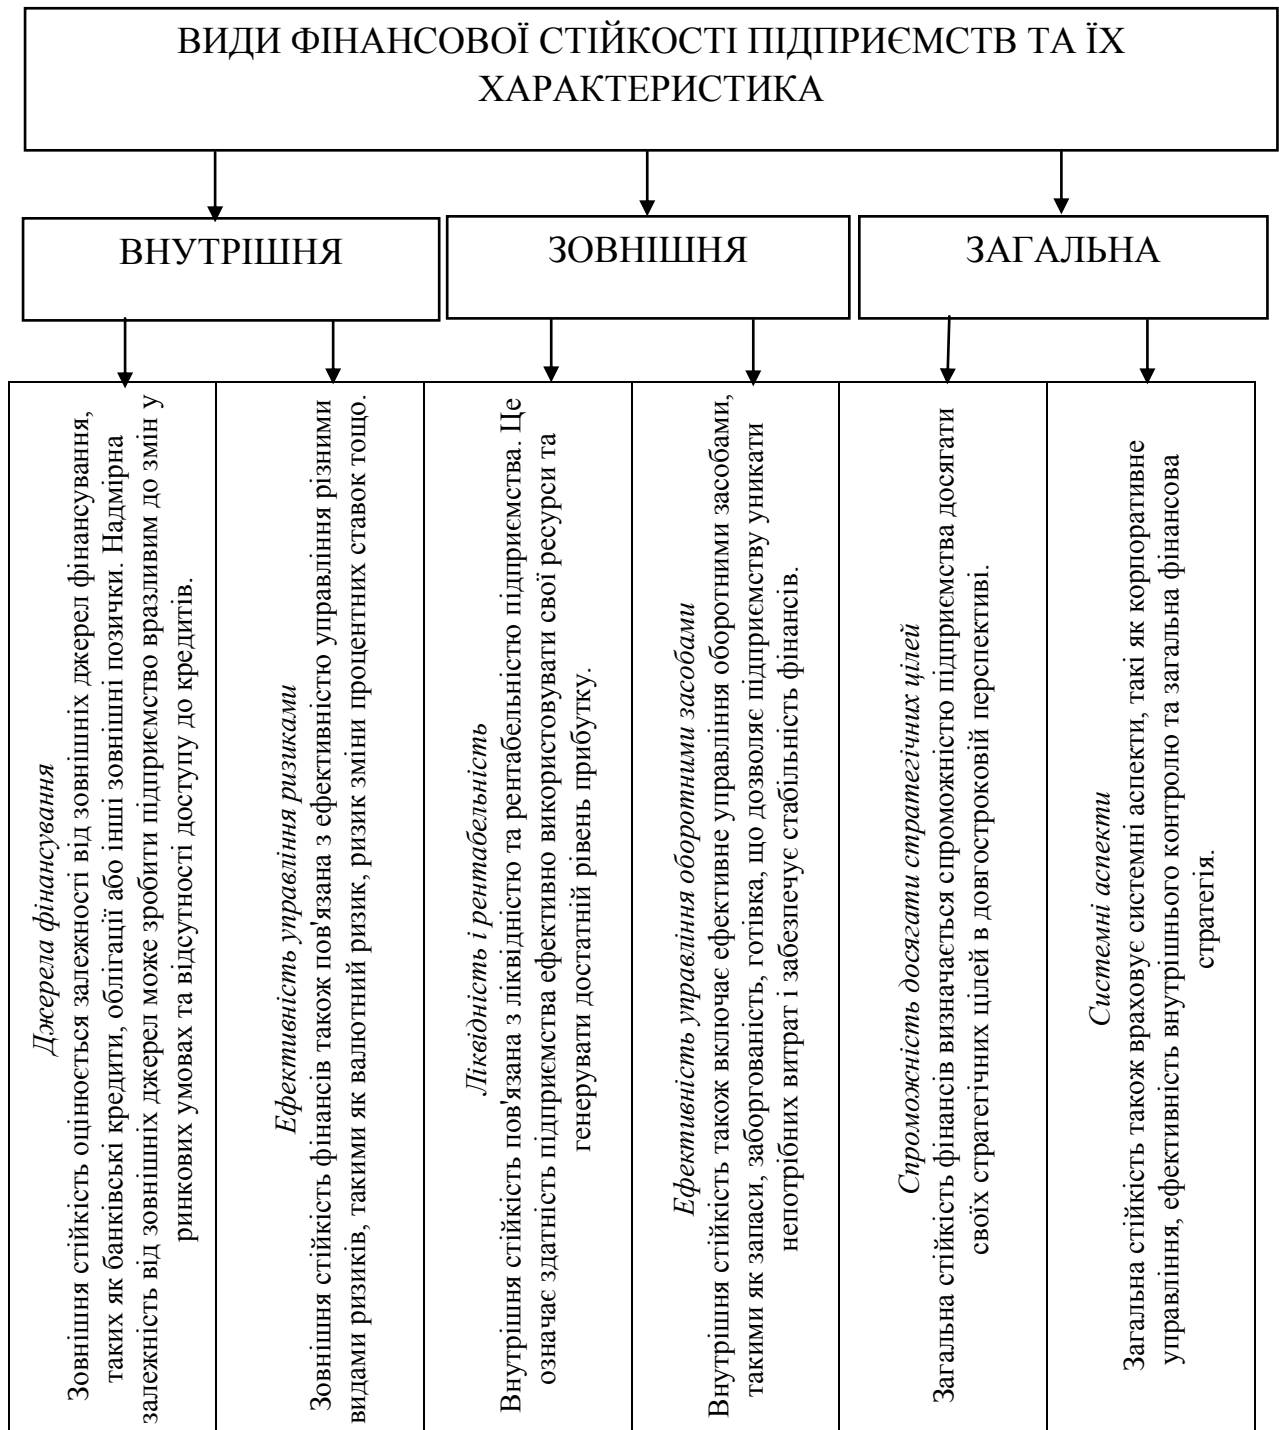 ВИДИ ФІНАНСОВОЇ СТІЙКОСТІ ПІДПРИЄМСТВ ТА ЇХ
ХАРАКТЕРИСТИКА
ВНУТРІШНЯ
ЗОВНІШНЯ
ЗАГАЛЬНА
Джерела фінансування
Зовнішня стійкість оцінюється залежності від зовнішніх джерел фінансування,
таких як банківські кредити, облігації або інші зовнішні позички. Надмірна
залежність від зовнішніх джерел може зробити підприємство вразливим до змін у
ринкових умовах та відсутності доступу до кредитів.
Ефективність управління ризиками
Зовнішня стійкість фінансів також пов'язана з ефективністю управління різними
видами ризиків, такими як валютний ризик, ризик зміни процентних ставок тощо.
Ліквідність і рентабельність
Внутрішня стійкість пов'язана з ліквідністю та рентабельністю підприємства. Це
означає здатність підприємства ефективно використовувати свої ресурси та
генерувати достатній рівень прибутку.
Ефективність управління оборотними засобами
Внутрішня стійкість також включає ефективне управління оборотними засобами,
такими як запаси, заборгованість, готівка, що дозволяє підприємству уникати
непотрібних витрат і забезпечує стабільність фінансів.
Спроможність досягати стратегічних цілей
Загальна стійкість фінансів визначається спроможністю підприємства досягати
своїх стратегічних цілей в довгостроковій перспективі.
Системні аспекти
Загальна стійкість також враховує системні аспекти, такі як корпоративне
управління, ефективність внутрішнього контролю та загальна фінансова
стратегія.